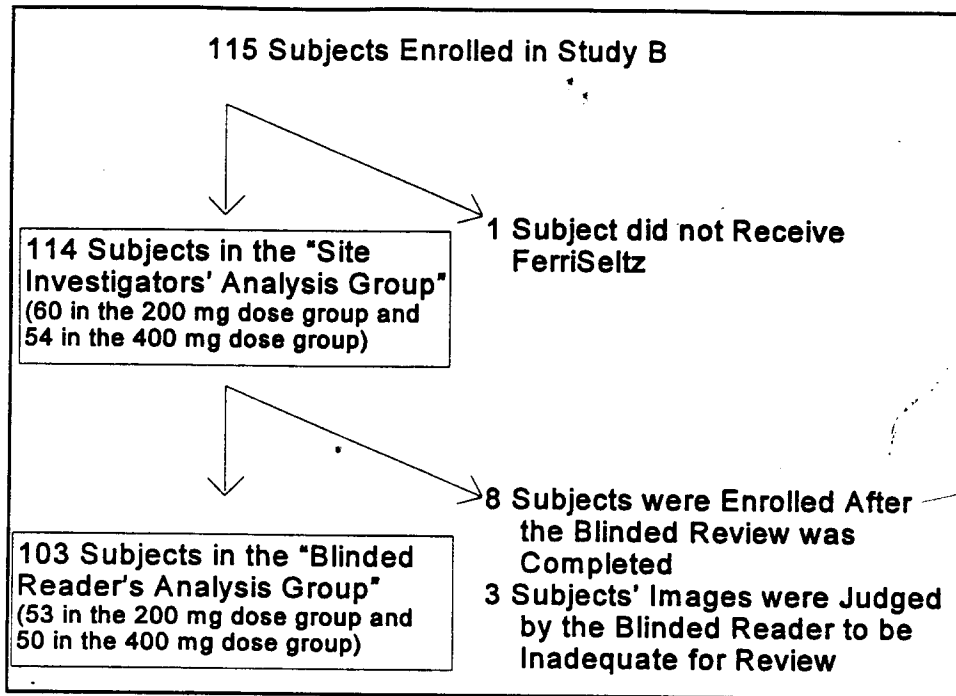 115 Subjects Enrolled in Study B
1 Subject did not Receive
FerriSeltz
114 Subjects in the "Site
Investigators' Analysis Group"
(60 in the 200 mg dose group and
54 in the 400 mg dose group)
8 Subjects were Enrolled After
the Blinded Review was
Completed
3 Subjects' Images were Judged
by the Blinded Reader to be
Inadequate for Review
103 Subjects in the "Blinded
Reader's Analysis Group"
(53 in the 200 mg dose group and
50 in the 400 mg dose group)